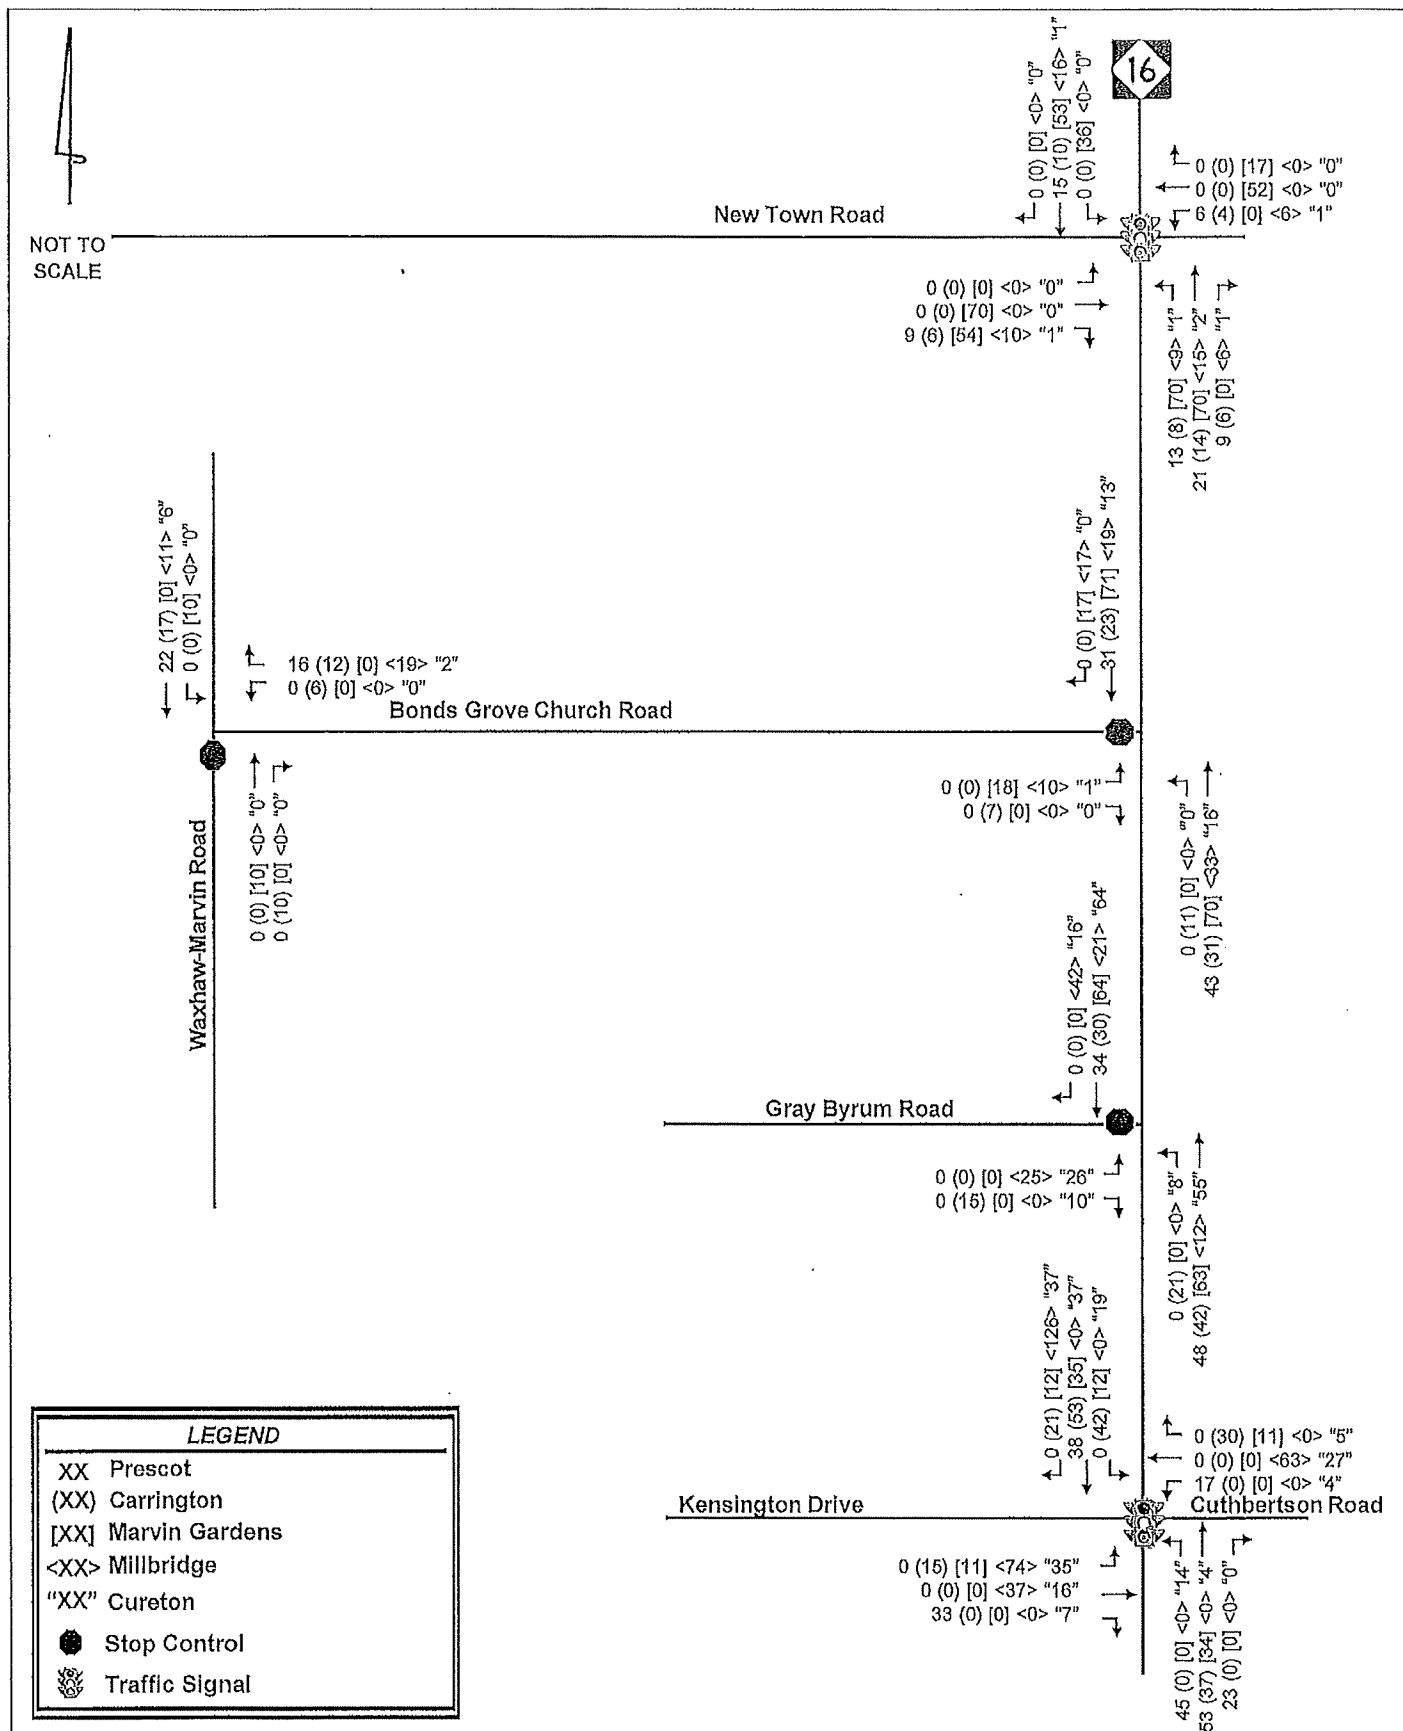 16
0 (0) [0] <0> "0"
15 (10) [53] <16> "1"
0 (0) [36] <0> "0"
0 (0) [17] <0> "0"
0 (0) [52] <0> "0"
6 (4) [0] <6> "1"
New Town Road
NOT TO
SCALE
0 (0) [0] <0> "0"
0 (0) [70] <0> "0"
9 (6) [54] <10> "1"
13 (8) [70] <9> "1"
21 (14) [70] <15> "2"
9 (6) [0] <6> "1"
22 (17) [0] <11> "6"
0 (0) [10] <0> "0"
16 (12) [0] <19> "2"
0 (6) [0] <0> "0"
0 (0) [17] <17> "0"
31 (23) [71] <19> "13"
Bonds Grove Church Road
0 (0) [10] <0> "0"
0 (10) [0] <0> "0"
Waxhaw-Marvin Road
0 (0) [18] <10> "1"
0 (7) [0] <0> "0"
0 (11) [0] <0> "0"
43 (31) [70] <33> "16"
0 (0) [0] <42> "16"
34 (30) [64] <21> "64"
Gray Byrum Road
0 (0) [0] <25> "26"
0 (15) [0] <0> "10"
0 (21) [0] <0> "8"
48 (42) [63] <12> "55"
0 (21) [12] <126> "37"
38 (53) [35] <0> "37"
0 (42) [12] <0> "19"
0 (30) [11] <0> "5"
0 (0) [0] <63> "27"
17 (0) [0] <0> "4"
Kensington Drive
Cuthbertson Road
0 (15) [11] <74> "35"
0 (0) [0] <37> "16"
33 (0) [0] <0> "7"
45 (0) [0] <0> "14"
53 (37) [34] <0> "4"
23 (0) [0] <0> "0"
LEGEND
XX Prescot
(XX) Carrington
[XX] Marvin Gardens
<XX> Millbridge
"XX" Cureton
Stop Control
Traffic Signal